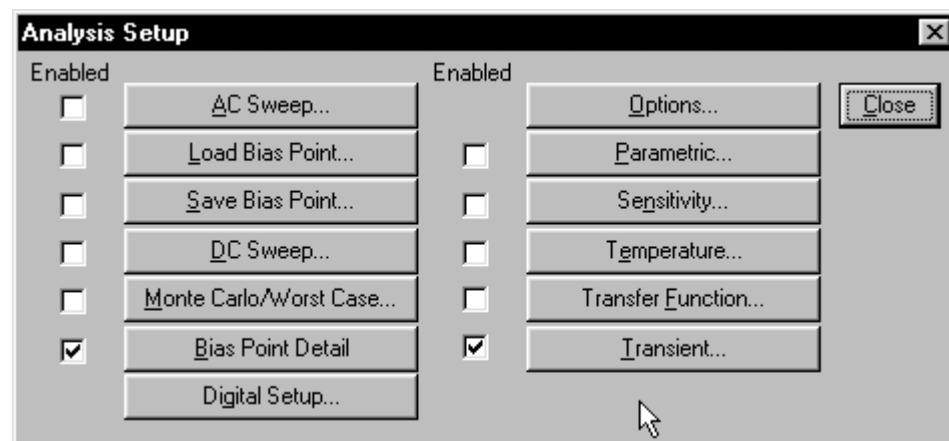 Analysis Setup
Enabled
AC Sweep...
Load Bias Point...
Save Bias Point...
DC Sweep...
Monte Carlo/Worst Case...
Bias Point Detail
Digital Setup...
Enabled
Options...
Parametric...
Sensitivity...
Temperature...
Transfer Function...
Transient...
Close